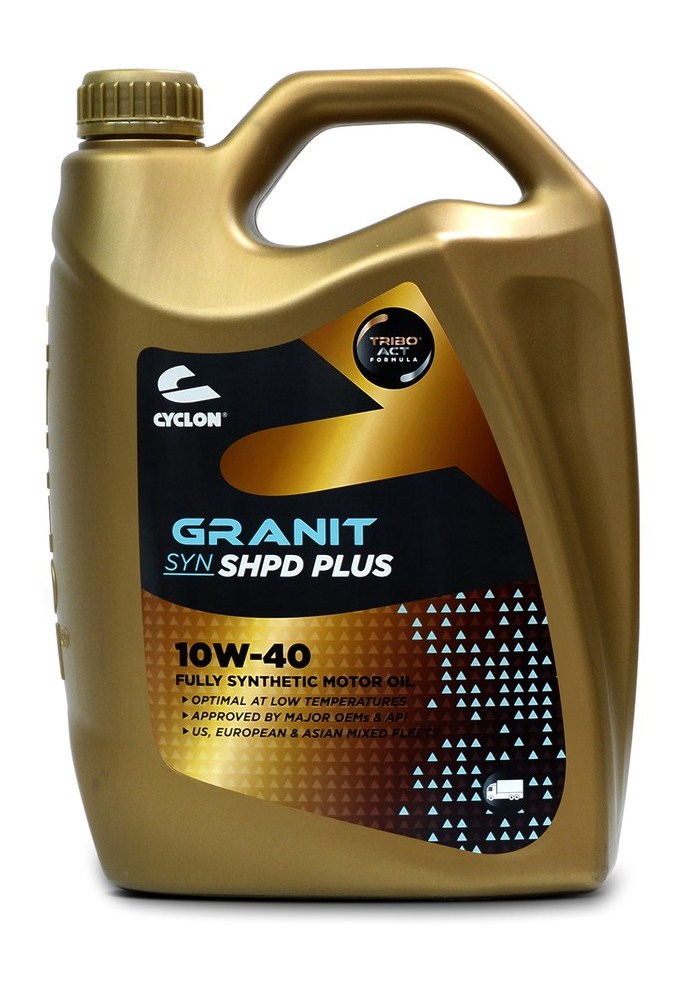 TRIBO®
ACT
FORMULA
CYCLON®
GRANIT
SYN SHPD PLUS
10W-40
FULLY SYNTHETIC MOTOR OIL
▸ OPTIMAL AT LOW TEMPERATURES
▸ APPROVED BY MAJOR OEMs & API
▸ US, EUROPEAN & ASIAN MIXED FLEETS